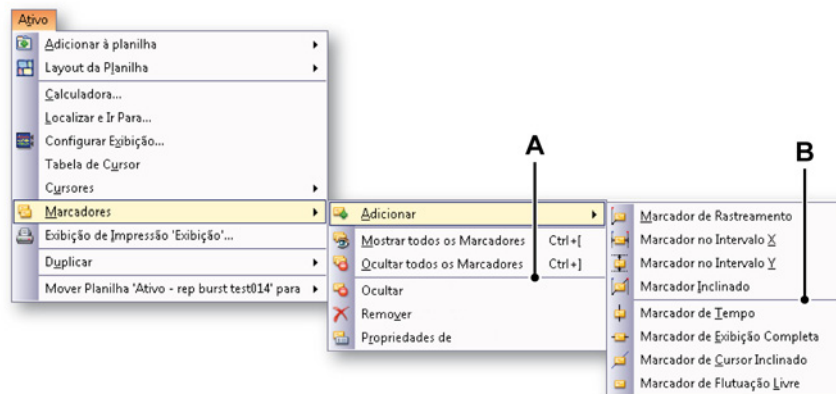 Ativo
Adicionar à planilha
Layout da Planilha
Calculadora...
Localizar e Ir Para...
Configurar Exibição...
Tabela de Cursor
Cursores
Marcadores
Exibição de Impressão 'Exibição'...
Duplicar
Mover Planilha 'Ativo - rep burst test014' para
A
Adicionar
Mostrar todos os Marcadores Ctrl+[
Ocultar todos os Marcadores Ctrl+]
Ocultar
Remover
Propriedades de
B
Marcador de Rastreamento
Marcador no Intervalo X
Marcador no Intervalo Y
Marcador Inclinado
Marcador de Tempo
Marcador de Exibição Completa
Marcador de Cursor Inclinado
Marcador de Flutuação Livre